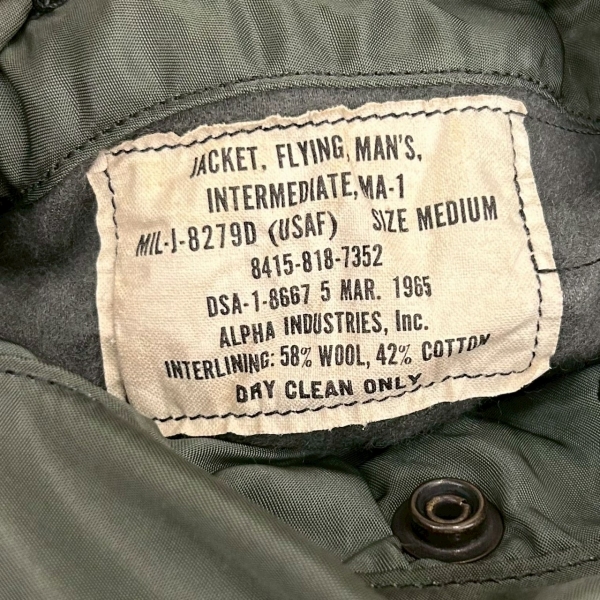 JACKET, FLYING, MAN'S,
INTERMEDIATE, MA-1
MIL-J-8279D (USAF) SIZE MEDIUM
8415-818-7352
DSA-1-8667 5 MAR. 1965
ALPHA INDUSTRIES, Inc.
INTERLINING: 58% WOOL, 42% COTTON
DRY CLEAN ONLY